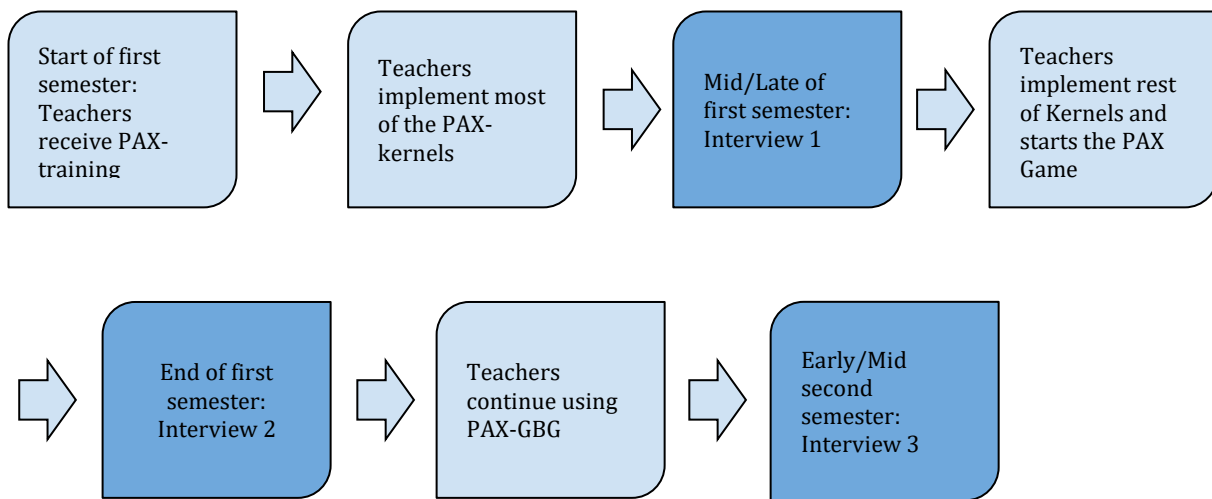 Start of first
semester:
Teachers
receive PAX-
training
Teachers
implement most
of the PAX-
kernels
Mid/Late of
first semester:
Interview 1
Teachers
implement rest
of Kernels and
starts the PAX
Game
End of first
semester:
Interview 2
Teachers
continue using
PAX-GBG
Early/Mid
second
semester:
Interview 3